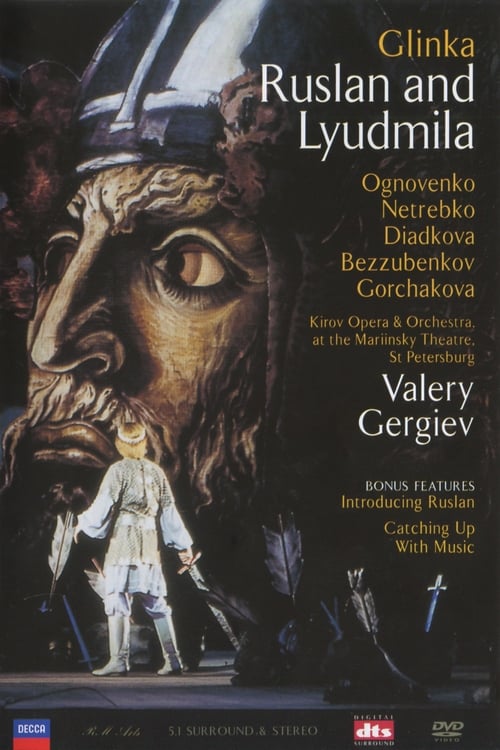 Glinka
Ruslan and
Lyudmila
Ognovenko
Netrebko
Diadkova
Bezzubenkov
Gorchakova
Kirov Opera & Orchestra,
at the Mariinsky Theatre,
St Petersburg
Valery
Gergiev
BONUS FEATURES
Introducing Ruslan
Catching Up
With Music
DECCA
RM Arts
5.1 SURROUND & STEREO
DIGITAL
dts
SURROUND
DVD
VIDEO